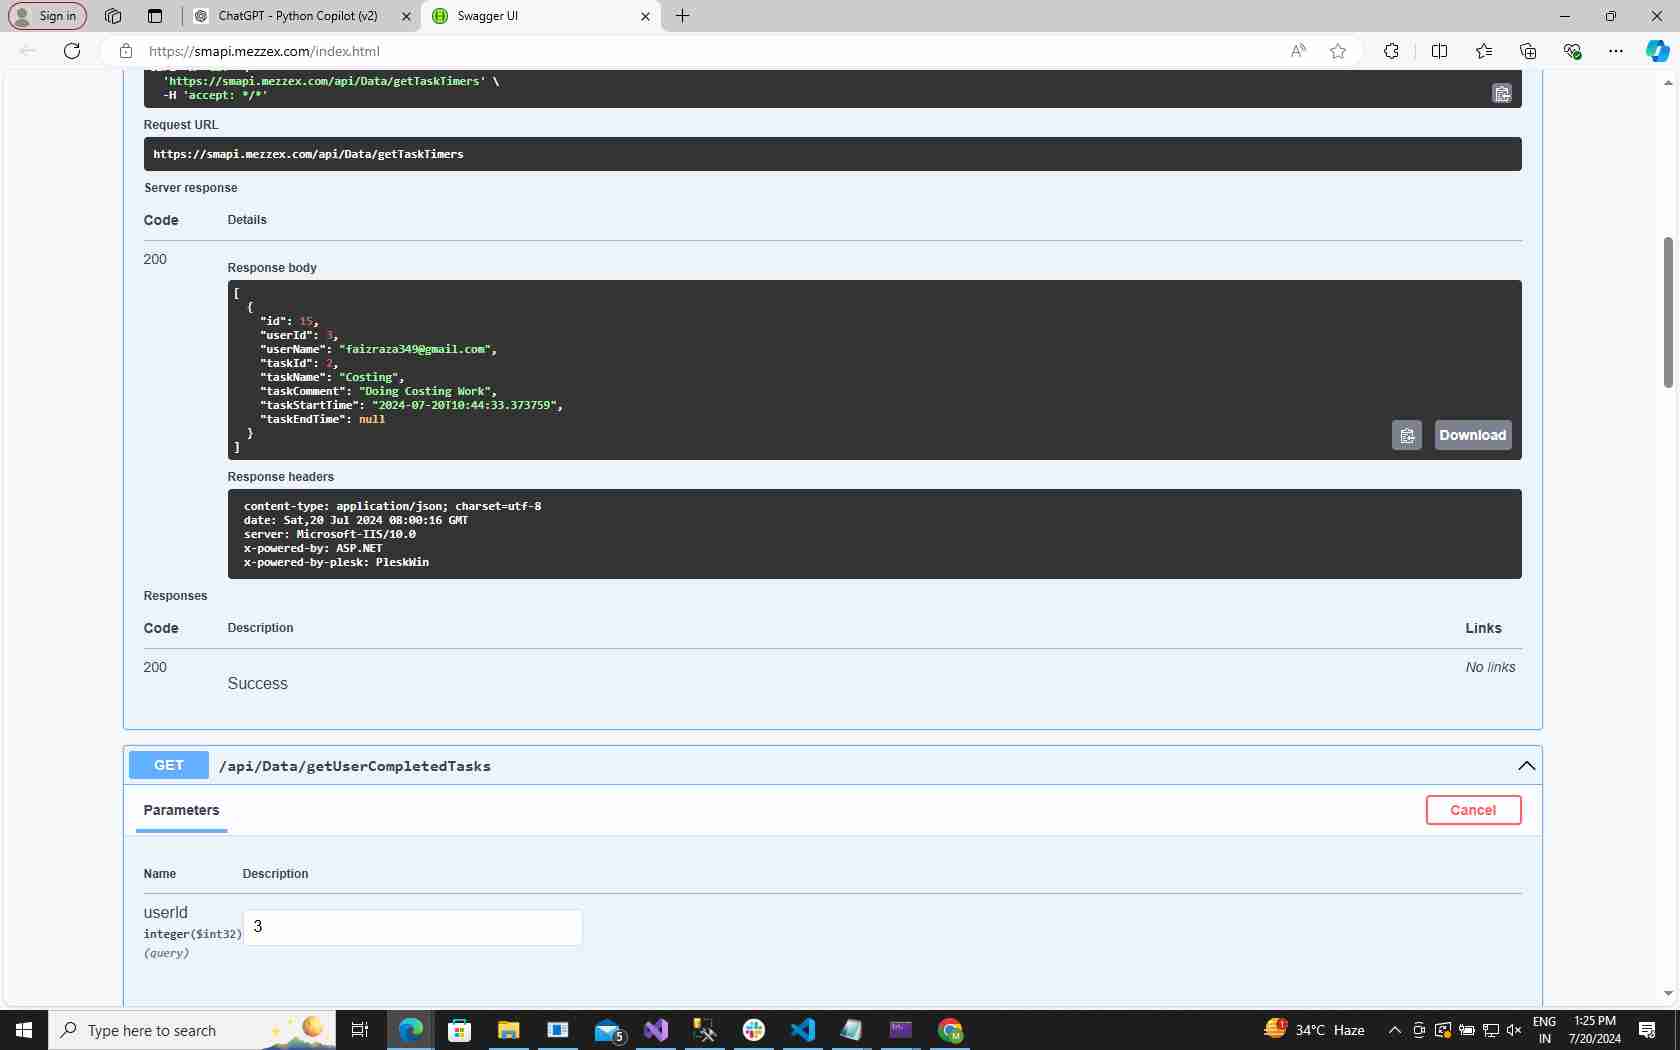 Sign in
ChatGPT - Python Copilot (v2)
Swagger UI
https://smapi.mezzex.com/index.html
'https://smapi.mezzex.com/api/Data/getTaskTimers' \
-H 'accept: */*'
Request URL
https://smapi.mezzex.com/api/Data/getTaskTimers
Server response
Code Details
200
Response body
[
{
"id": 15,
"userId": 3,
"userName": "faizraza349@gmail.com",
"taskId": 2,
"taskName": "Costing",
"taskComment": "Doing Costing Work",
"taskStartTime": "2024-07-20T10:44:33.373759",
"taskEndTime": null
}
]
Download
Response headers
content-type: application/json; charset=utf-8
date: Sat,20 Jul 2024 08:00:16 GMT
server: Microsoft-IIS/10.0
x-powered-by: ASP.NET
x-powered-by-plesk: PleskWin
Responses
Code Description Links
200 No links
Success
GET /api/Data/getUserCompletedTasks
Parameters Cancel
Name Description
userId
3
integer($int32)
(query)
Type here to search
5
1
34°C Haze
ENG
IN
1:25 PM
7/20/2024